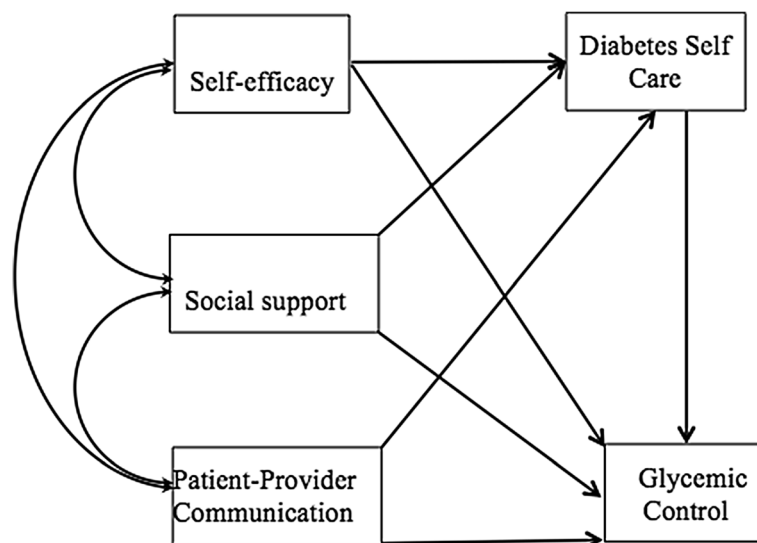 Self-efficacy
Diabetes Self
Care
Social support
Patient-Provider
Communication
Glycemic
Control